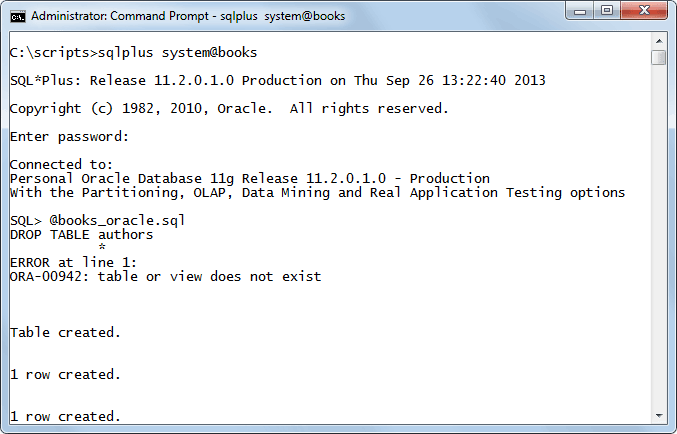 Administrator: Command Prompt - sqlplus  system@books
C:\scripts>sqlplus system@books
SQL*Plus: Release 11.2.0.1.0 Production on Thu Sep 26 13:22:40 2013
Copyright (c) 1982, 2010, Oracle.  All rights reserved.
Enter password:
Connected to:
Personal Oracle Database 11g Release 11.2.0.1.0 - Production
With the Partitioning, OLAP, Data Mining and Real Application Testing options
SQL> @books_oracle.sql
DROP TABLE authors
           *
ERROR at line 1:
ORA-00942: table or view does not exist
Table created.
1 row created.
1 row created.